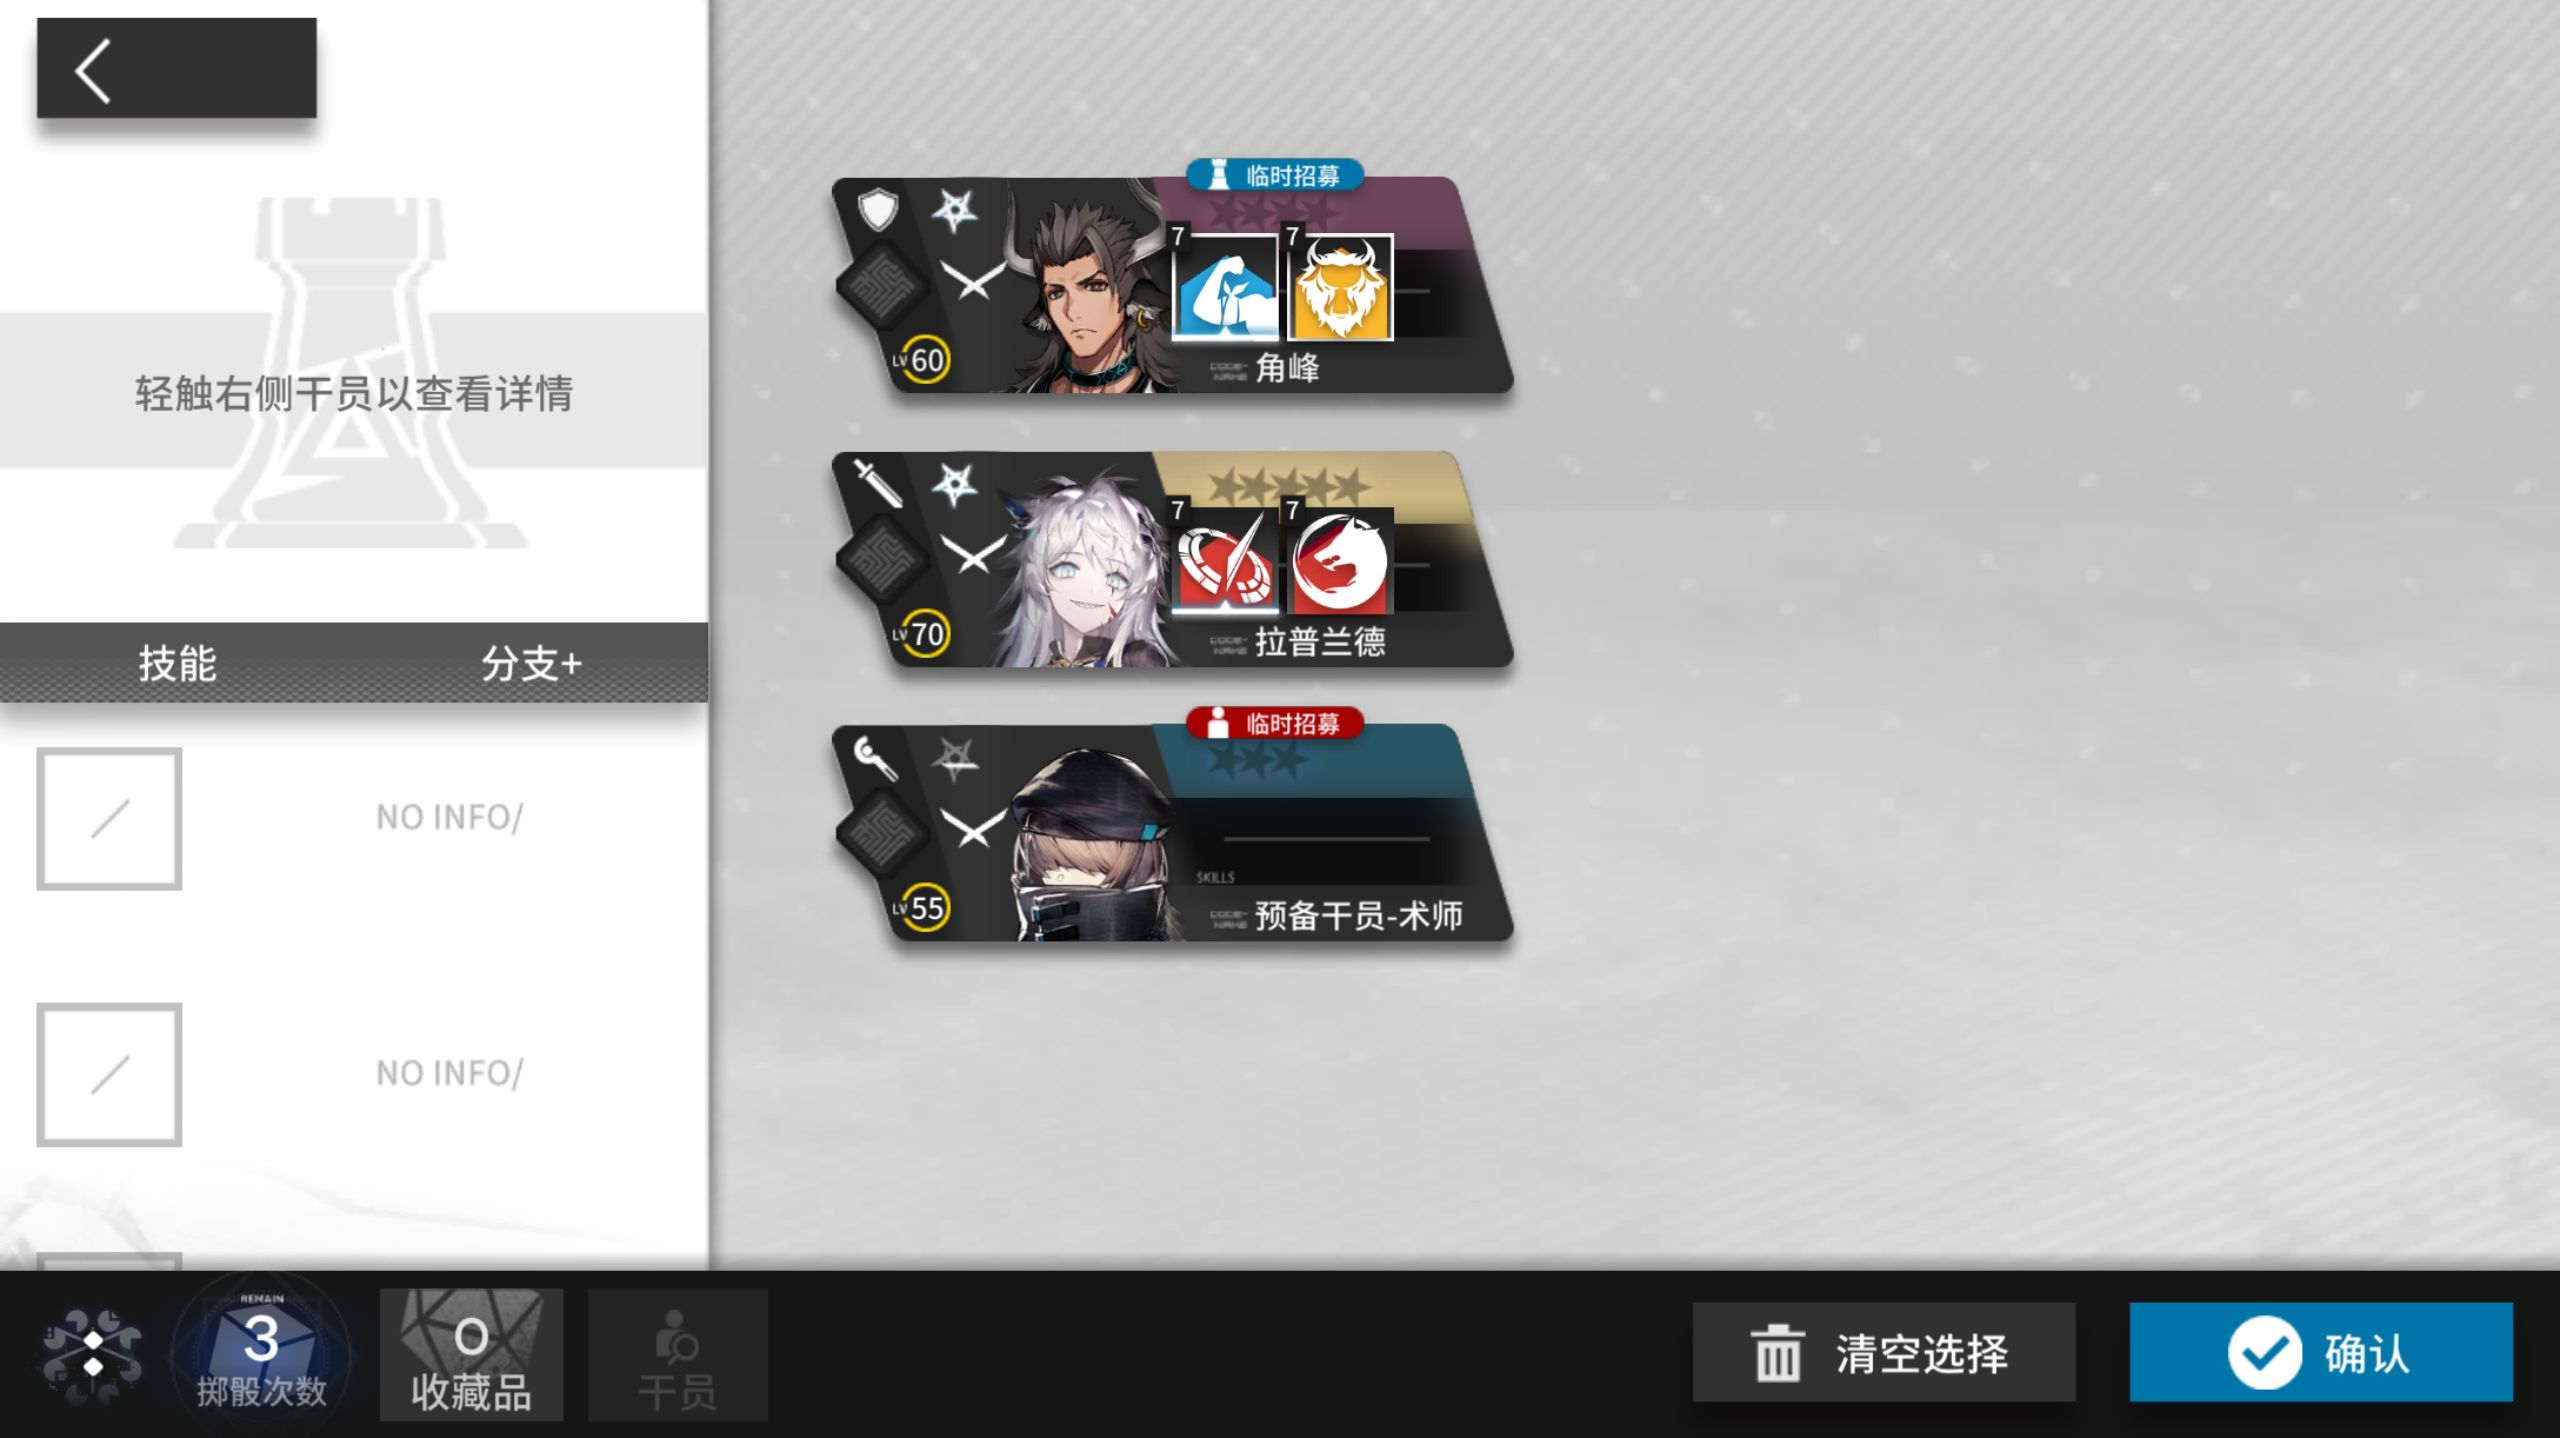 轻触右侧干员以查看详情
技能
分支+
NO INFO/
NO INFO/
临时招募
7
7
LV 60
角峰
7
7
LV 70
拉普兰德
临时招募
SKILLS
LV 55
预备干员-术师
REMAIN
3
掷骰次数
0
收藏品
干员
清空选择
确认